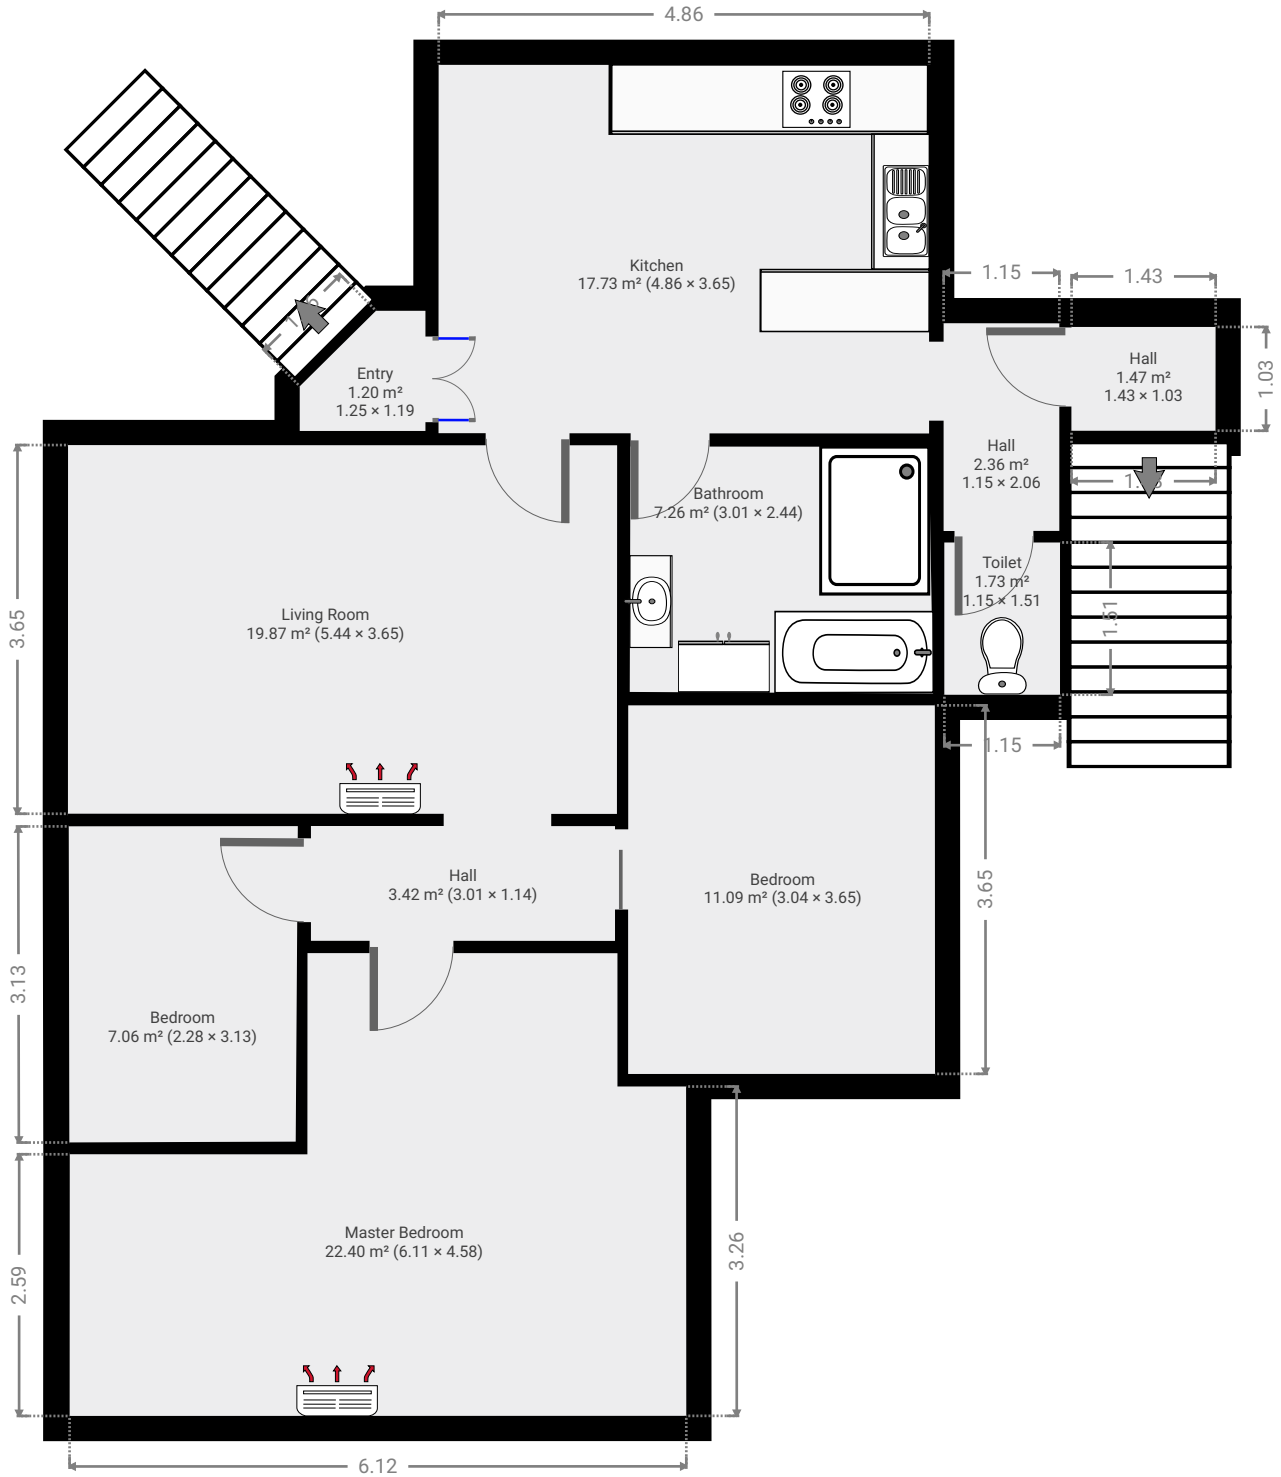 4.86
Kitchen
17.73 m² (4.86 × 3.65)
1.15
1.43
Entry
1.20 m²
1.25 × 1.19
Hall
1.47 m²
1.43 × 1.03
1.03
Hall
2.36 m²
1.15 × 2.06
Bathroom
7.26 m² (3.01 × 2.44)
Toilet
1.73 m²
1.15 × 1.51
1.51
Living Room
19.87 m² (5.44 × 3.65)
3.65
1.15
Hall
3.42 m² (3.01 × 1.14)
Bedroom
11.09 m² (3.04 × 3.65)
3.65
3.13
Bedroom
7.06 m² (2.28 × 3.13)
Master Bedroom
22.40 m² (6.11 × 4.58)
3.26
2.59
6.12